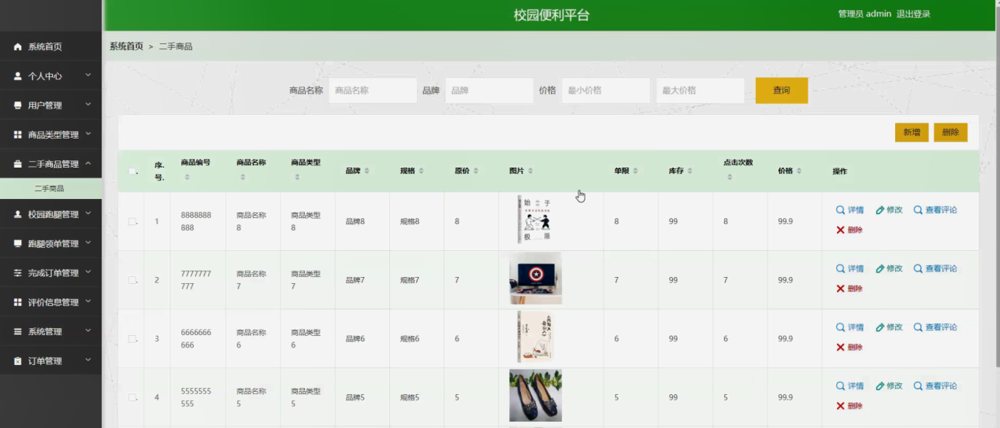 校园便利平台
管理员 admin 退出登录
系统首页
个人中心
用户管理
商品类型管理
二手商品管理
二手商品
校园跑腿管理
跑腿领单管理
完成订单管理
评价信息管理
系统管理
订单管理
系统首页 > 二手商品
商品名称 商品名称 品牌 品牌 价格 最小价格 最大价格 查询
新增 删除
序号. 商品编号 商品名称 商品类型 品牌 规格 原价 图片 单限 库存 点击次数 价格 操作
1 8888888888 商品名称8 商品类型8 品牌8 规格8 8 8 99 8 99.9 详情 修改 查看评论
删除
始于极限
2 7777777777 商品名称7 商品类型7 品牌7 规格7 7 7 99 7 99.9 详情 修改 查看评论
删除
3 6666666666 商品名称6 商品类型6 品牌6 规格6 6 6 99 6 99.9 详情 修改 查看评论
删除
4 5555555555 商品名称5 商品类型5 品牌5 规格5 5 5 99 5 99.9 详情 修改 查看评论
删除